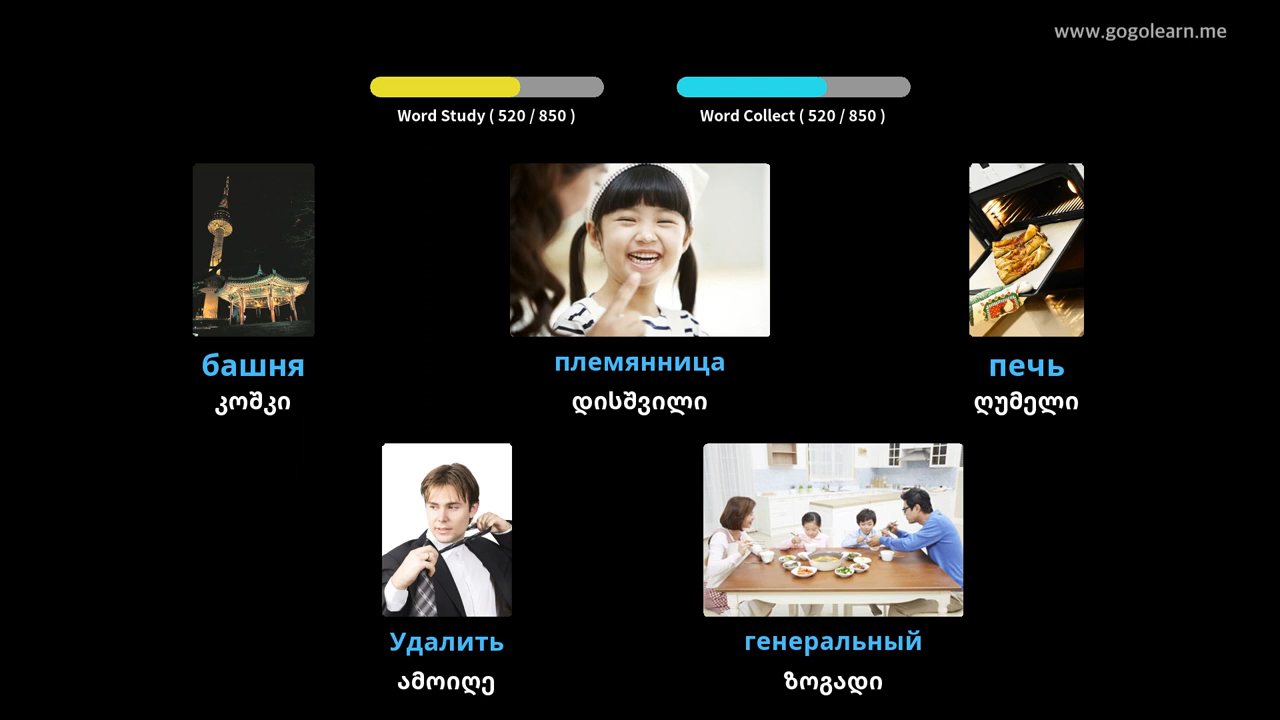 www.gogolearn.me
Word Study ( 520 / 850 )
Word Collect ( 520 / 850 )
башня
კოშკი
племянница
დისშვილი
печь
ღუმელი
Удалить
ამოიღე
генеральный
ზოგადი